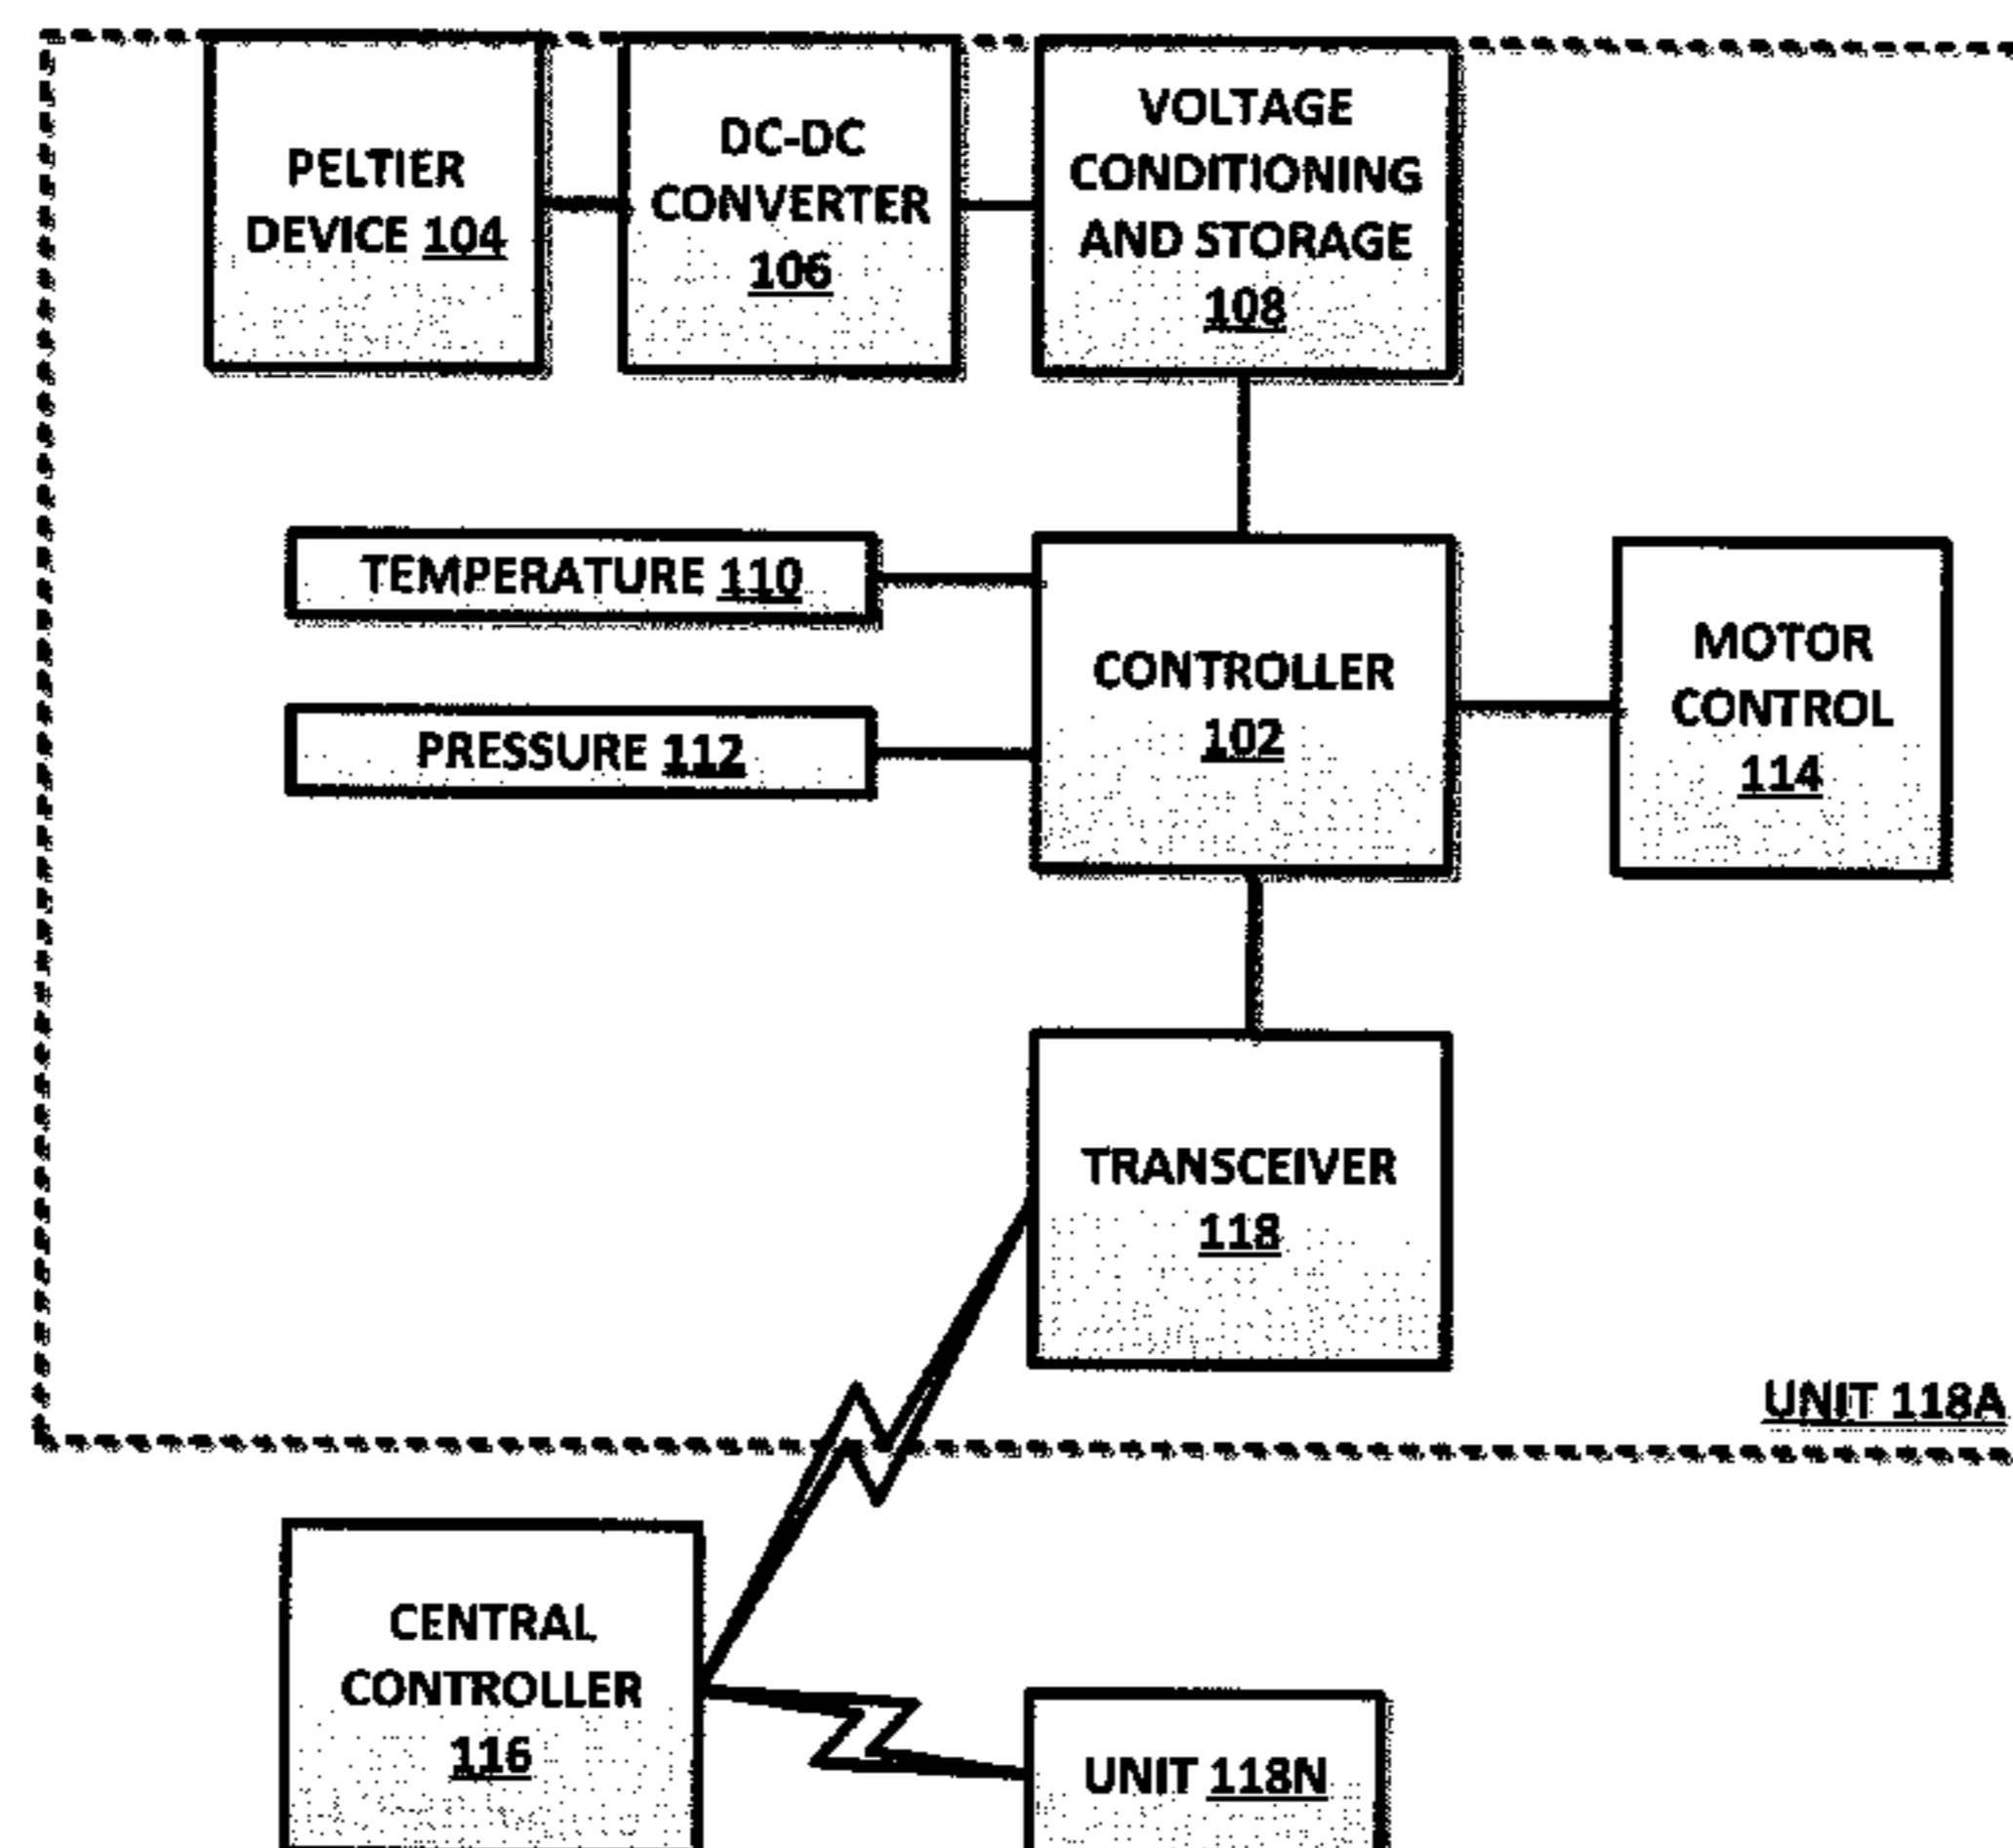 PELTIER
DEVICE 104
DC-DC
CONVERTER
106
VOLTAGE
CONDITIONING
AND STORAGE
108
TEMPERATURE 110
PRESSURE 112
CONTROLLER
102
MOTOR
CONTROL
114
TRANSCEIVER
118
UNIT 118A
CENTRAL
CONTROLLER
116
UNIT 118N